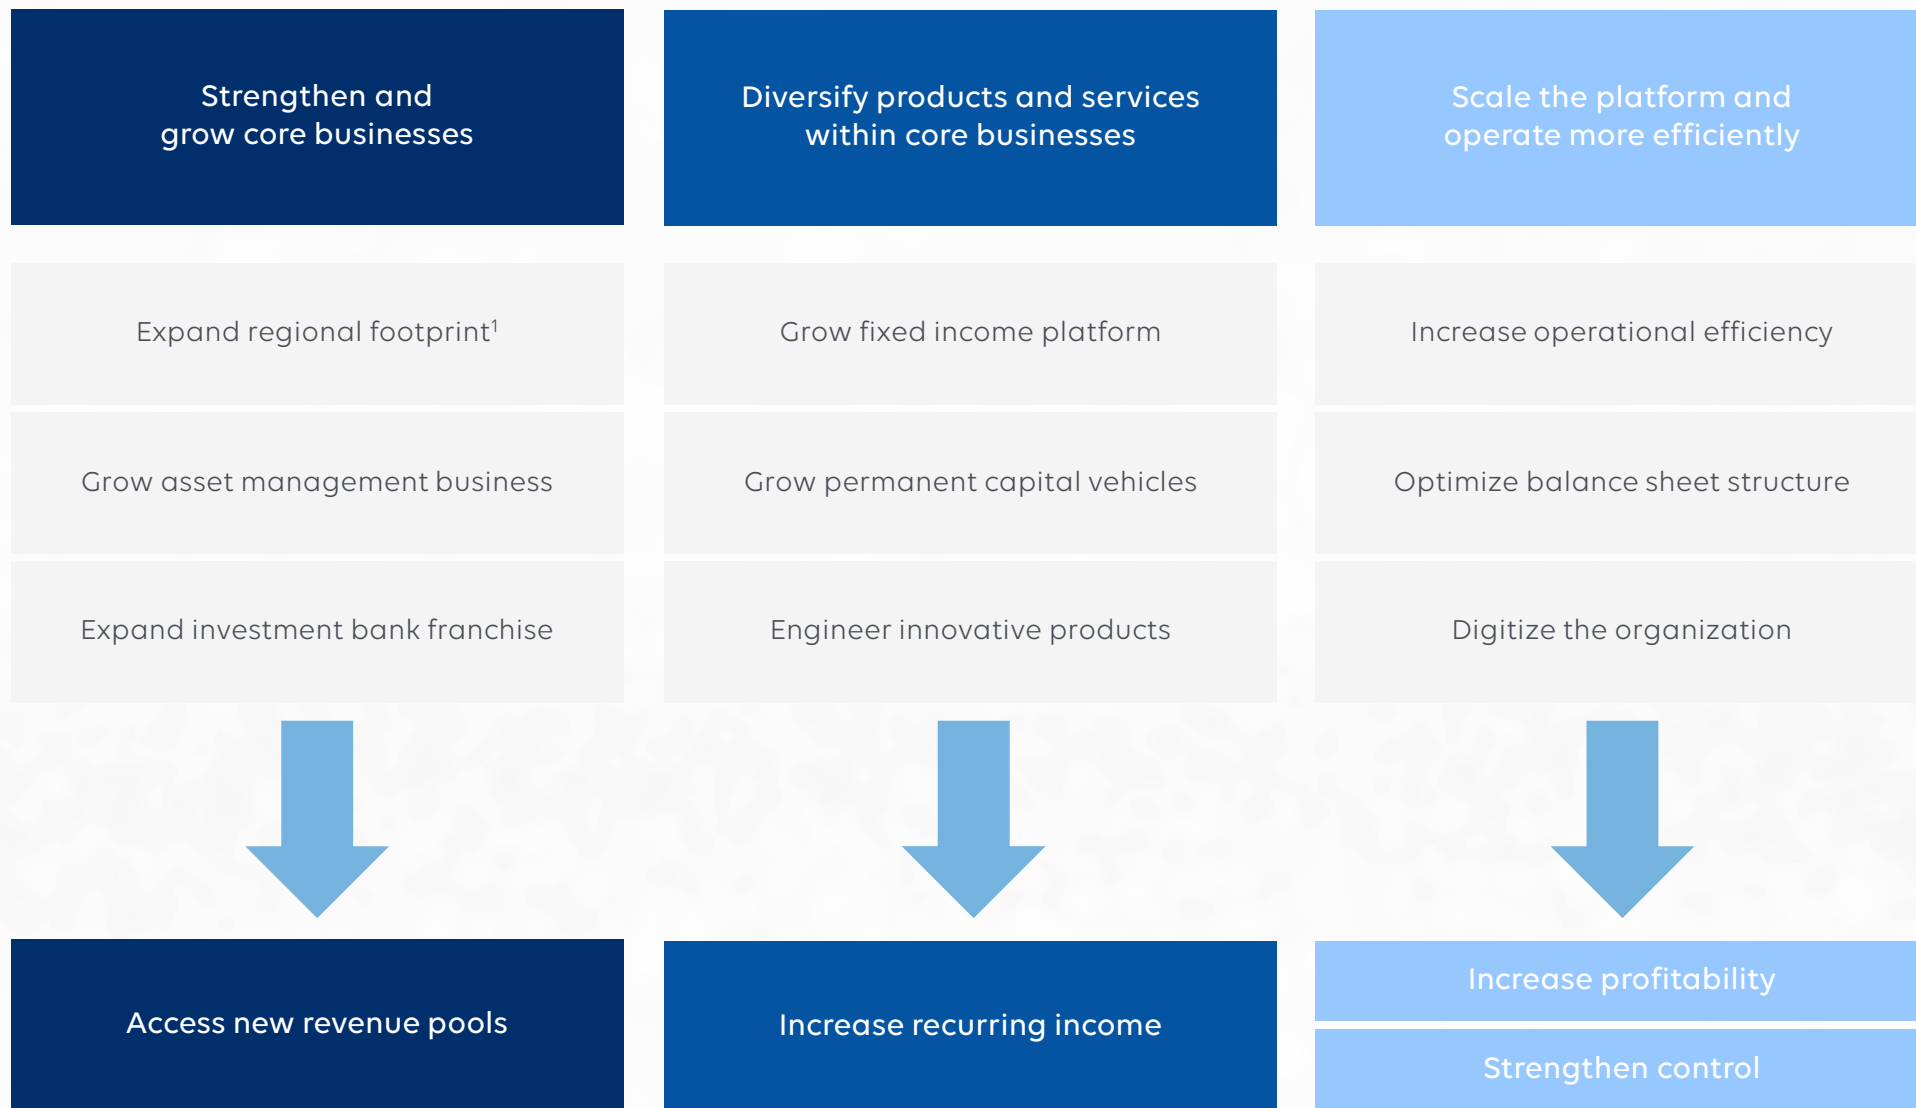 Strengthen and
grow core businesses
Expand regional footprint¹
Grow asset management business
Expand investment bank franchise
Access new revenue pools
Diversify products and services
within core businesses
Grow fixed income platform
Grow permanent capital vehicles
Engineer innovative products
Increase recurring income
Scale the platform and
operate more efficiently
Increase operational efficiency
Optimize balance sheet structure
Digitize the organization
Increase profitability
Strengthen control